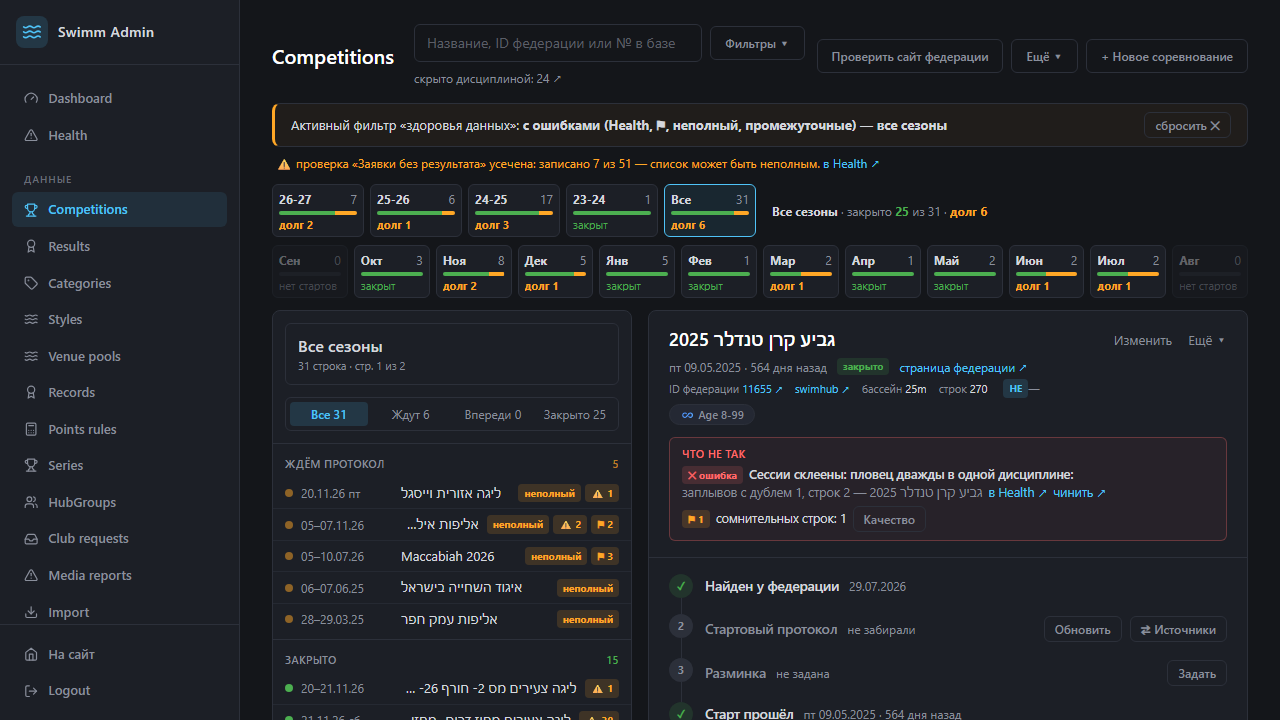 Swimm Admin
Dashboard
Health
ДАННЫЕ
Competitions
Results
Categories
Styles
Venue pools
Records
Points rules
Series
HubGroups
Club requests
Media reports
Import
На сайт
Logout
Competitions
Название, ID федерации или № в базе
Фильтры ▾
Проверить сайт федерации
Ещё ▾
+ Новое соревнование
скрыто дисциплиной: 24 ↗
Активный фильтр «здоровья данных»: с ошибками (Health, ⚑, неполный, промежуточные) — все сезоны
сбросить ✕
⚠ проверка «Заявки без результата» усечена: записано 7 из 51 — список может быть неполным. в Health ↗
26-27 7 долг 2
25-26 6 долг 1
24-25 17 долг 3
23-24 1 закрыт
Все 31 долг 6
Все сезоны · закрыто 25 из 31 · долг 6
Сен 0 нет стартов
Окт 3 закрыт
Ноя 8 долг 2
Дек 5 долг 1
Янв 5 закрыт
Фев 1 закрыт
Мар 2 долг 1
Апр 1 закрыт
Май 2 закрыт
Июн 2 долг 1
Июл 2 долг 1
Авг 0 нет стартов
Все сезоны
31 строка · стр. 1 из 2
Все 31
Ждут 6
Впереди 0
Закрыто 25
ЖДЁМ ПРОТОКОЛ 5
20.11.26 пт ליגה אזורית וייסגל неполный ⚠ 1
05–07.11.26 אליפות איל... неполный ⚠ 2 ⚑ 2
05–10.07.26 Maccabiah 2026 неполный ⚑ 3
06–07.06.25 איגוד השחייה בישראל неполный
28–29.03.25 אליפות עמק חפר неполный
ЗАКРЫТО 15
20–21.11.26 ליגה צעירים מס 2- חורף 26- ... ⚠ 1
גביע קרן טנדלר 2025
Изменить
Ещё ▾
пт 09.05.2025 · 564 дня назад закрыто страница федерации ↗
ID федерации 11655 ↗ swimhub ↗ бассейн 25m строк 270 HE —
Age 8-99
ЧТО НЕ ТАК
✕ ошибка Сессии склеены: пловец дважды в одной дисциплине:
заплывов с дублем 1, строк 2 — גביע קרן טנדלר 2025 в Health ↗ чинить ↗
⚑ 1 сомнительных строк: 1 Качество
✓ Найден у федерации 29.07.2026
2 Стартовый протокол не забирали Обновить ⇄ Источники
3 Разминка не задана Задать
✓ Старт прошёл пт 09.05.2025 · 564 дня назад